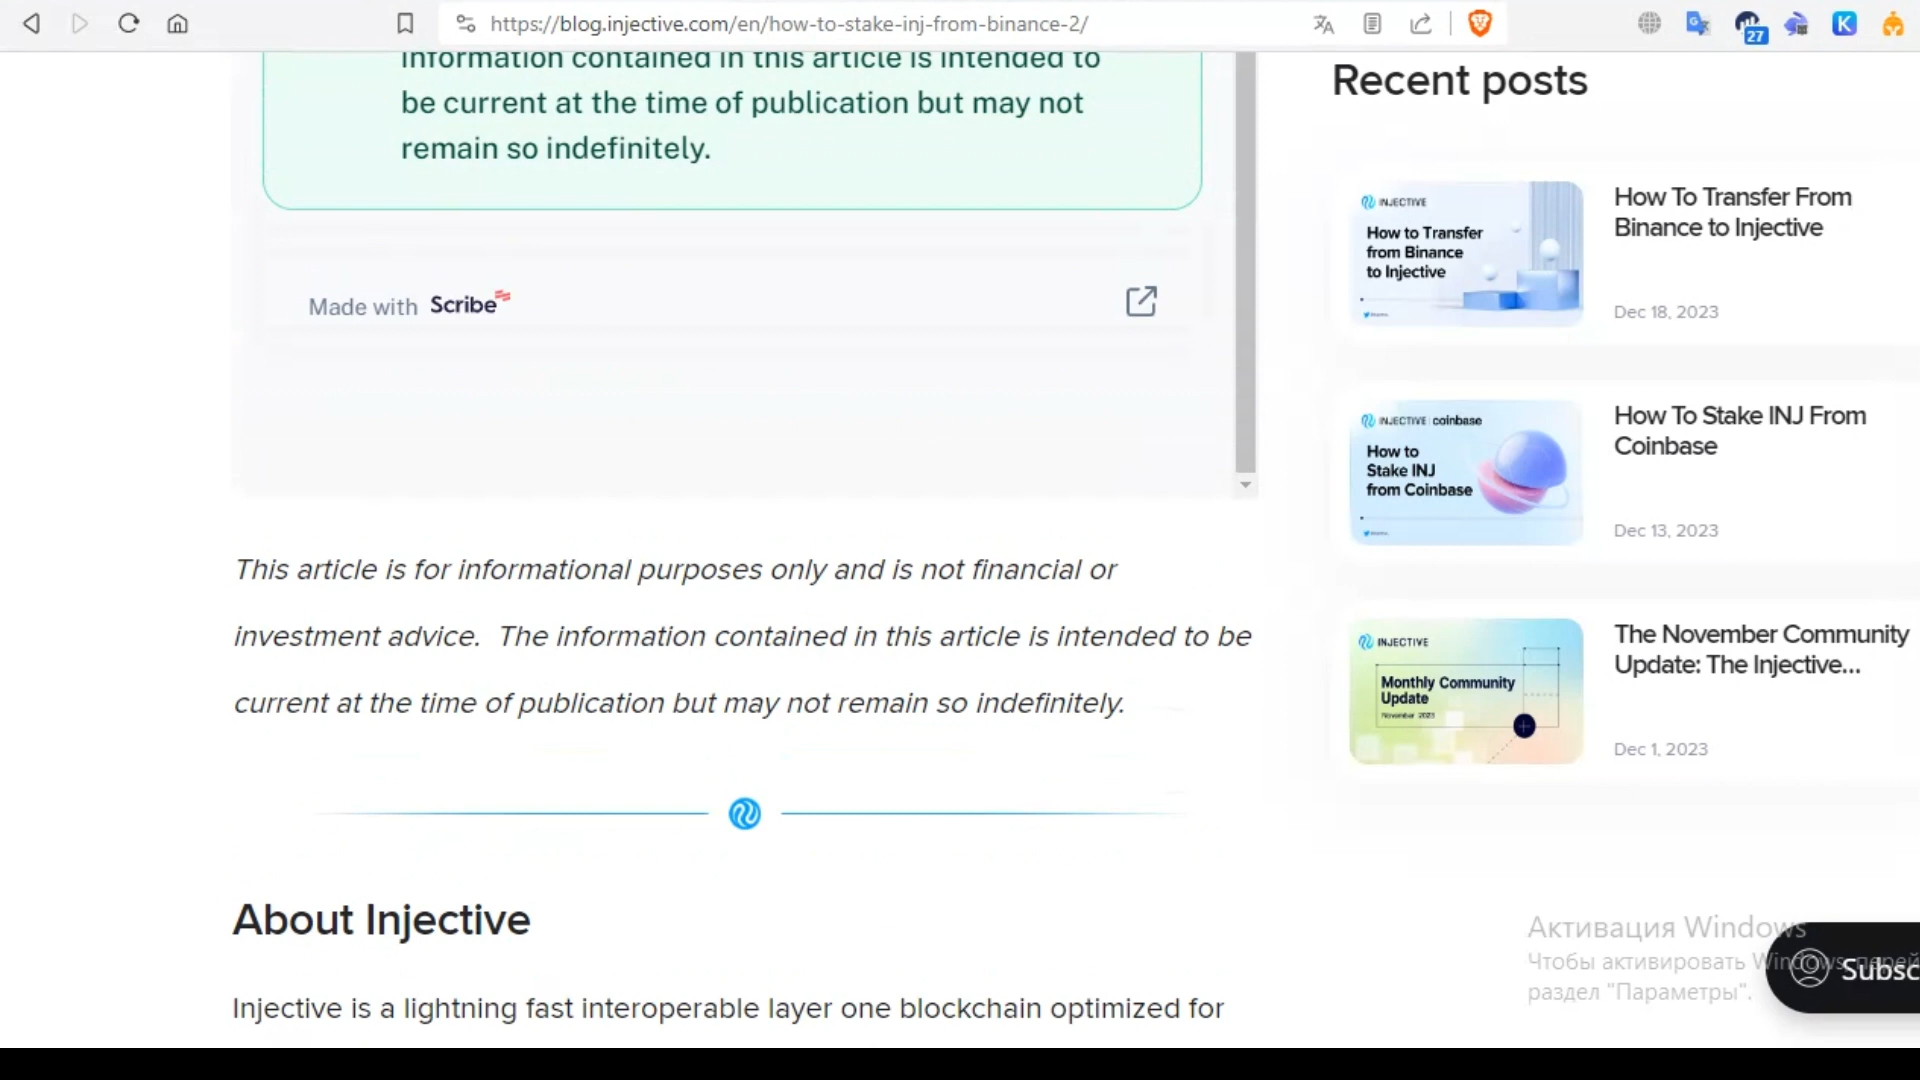 https://blog.injective.com/en/how-to-stake-inj-from-binance-2/
27
K
information contained in this article is intended to
be current at the time of publication but may not
remain so indefinitely.
Made with Scribe
This article is for informational purposes only and is not financial or
investment advice.  The information contained in this article is intended to be
current at the time of publication but may not remain so indefinitely.
About Injective
Injective is a lightning fast interoperable layer one blockchain optimized for
Recent posts
INJECTIVE
How to Transfer
from Binance
to Injective
How To Transfer From
Binance to Injective
Dec 18, 2023
INJECTIVE coinbase
How to
Stake INJ
from Coinbase
How To Stake INJ From
Coinbase
Dec 13, 2023
INJECTIVE
Monthly Community
Update
November 2023
The November Community
Update: The Injective...
Dec 1, 2023
Активация Windows
Чтобы активировать Windows, перей
раздел "Параметры".
Subsc